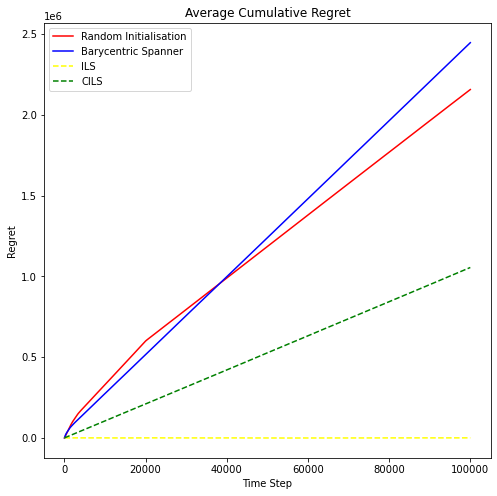 Average Cumulative Regret
1e6
Random Initialisation
Barycentric Spanner
ILS
CILS
2.5
2.0
1.5
1.0
0.5
0.0
Regret
0 20000 40000 60000 80000 100000
Time Step